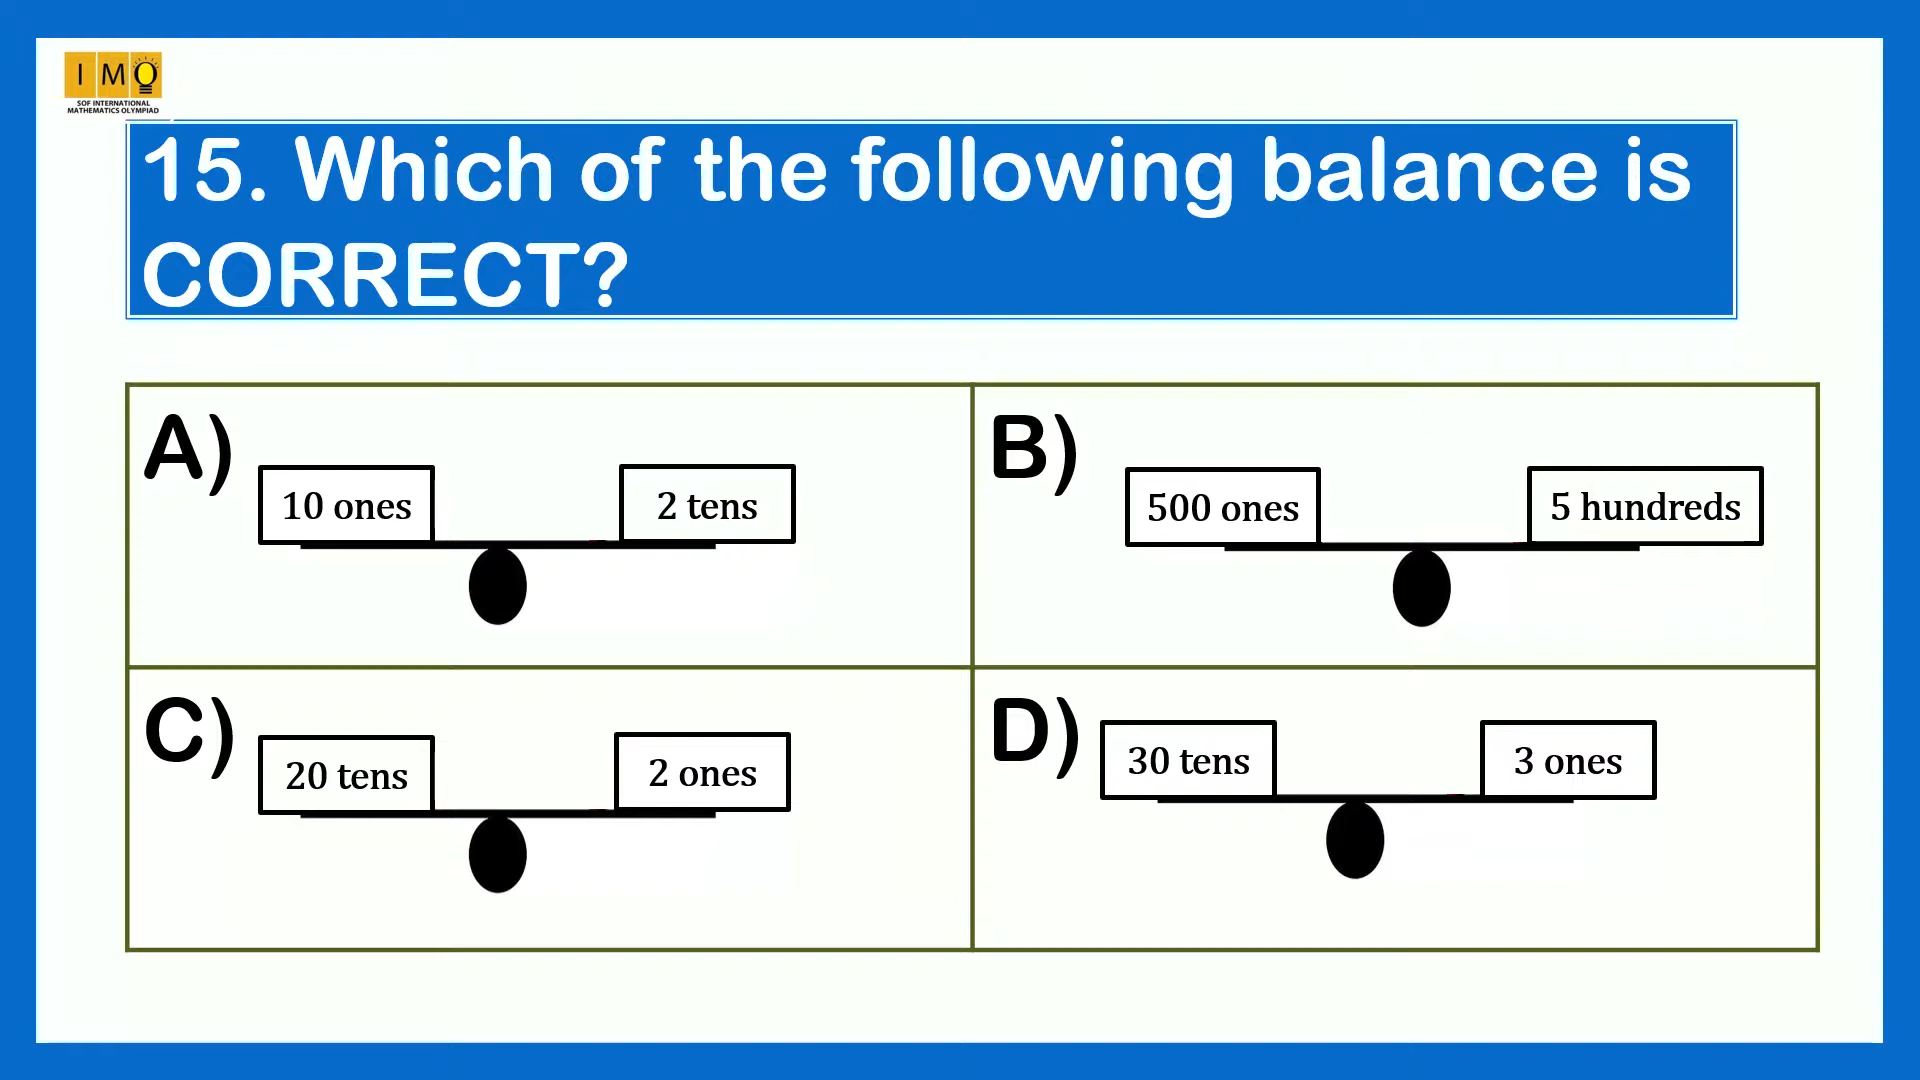 I M O
SOF INTERNATIONAL
MATHEMATICS OLYMPIAD
15. Which of the following balance is
CORRECT?
A)
10 ones
2 tens
B)
500 ones
5 hundreds
C)
20 tens
2 ones
D)
30 tens
3 ones